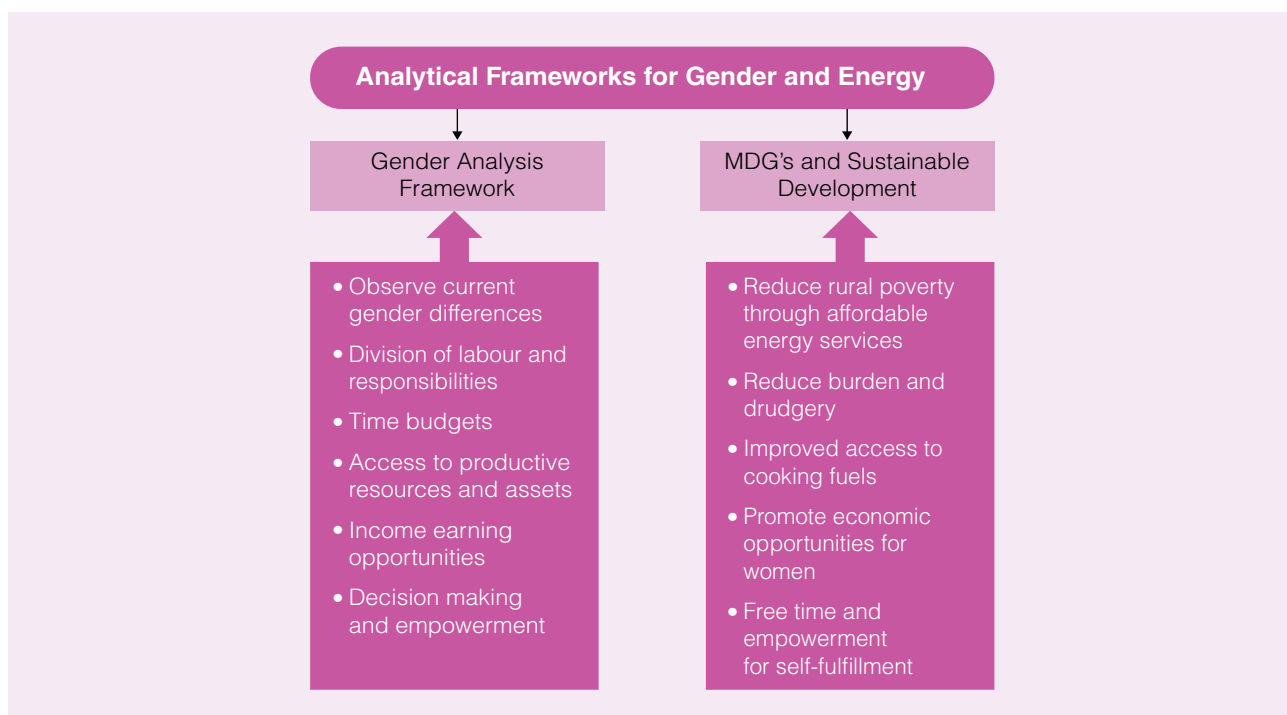 Analytical Frameworks for Gender and Energy
Gender Analysis
Framework
• Observe current
gender differences
• Division of labour and
responsibilities
• Time budgets
• Access to productive
resources and assets
• Income earning
opportunities
• Decision making
and empowerment
MDG's and Sustainable
Development
• Reduce rural poverty
through affordable
energy services
• Reduce burden and
drudgery
• Improved access to
cooking fuels
• Promote economic
opportunities for
women
• Free time and
empowerment
for self-fulfillment